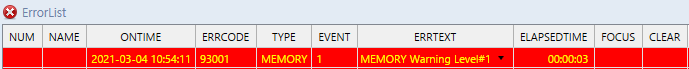 ErrorList
NUM NAME ONTIME ERRCODE TYPE EVENT ERRTEXT ELAPSEDTIME FOCUS CLEAR
2021-03-04 10:54:11 93001 MEMORY 1 MEMORY Warning Level#1 00:00:03